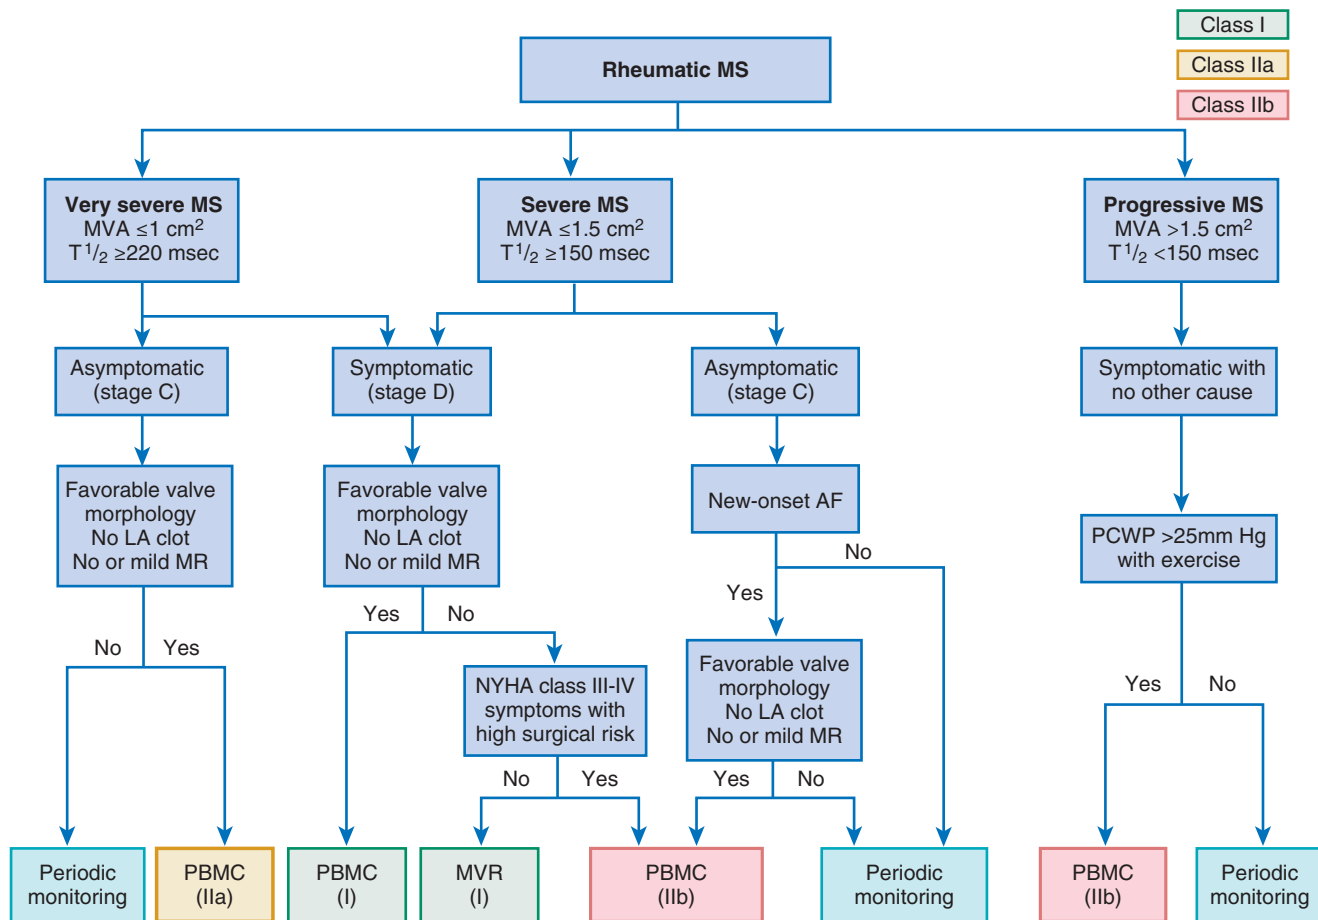 Class I
Class IIa
Class IIb
Rheumatic MS
Very severe MS
MVA ≤1 cm²
T1/2 ≥220 msec
Severe MS
MVA ≤1.5 cm²
T1/2 ≥150 msec
Progressive MS
MVA >1.5 cm²
T1/2 <150 msec
Asymptomatic
(stage C)
Symptomatic
(stage D)
Asymptomatic
(stage C)
Symptomatic with
no other cause
Favorable valve
morphology
No LA clot
No or mild MR
Favorable valve
morphology
No LA clot
No or mild MR
New-onset AF
PCWP >25mm Hg
with exercise
No
Yes
Yes
No
Yes
No
NYHA class III-IV
symptoms with
high surgical risk
Favorable valve
morphology
No LA clot
No or mild MR
Yes
No
No
Yes
Yes
No
Periodic
monitoring
PBMC
(IIa)
PBMC
(I)
MVR
(I)
PBMC
(IIb)
Periodic
monitoring
PBMC
(IIb)
Periodic
monitoring